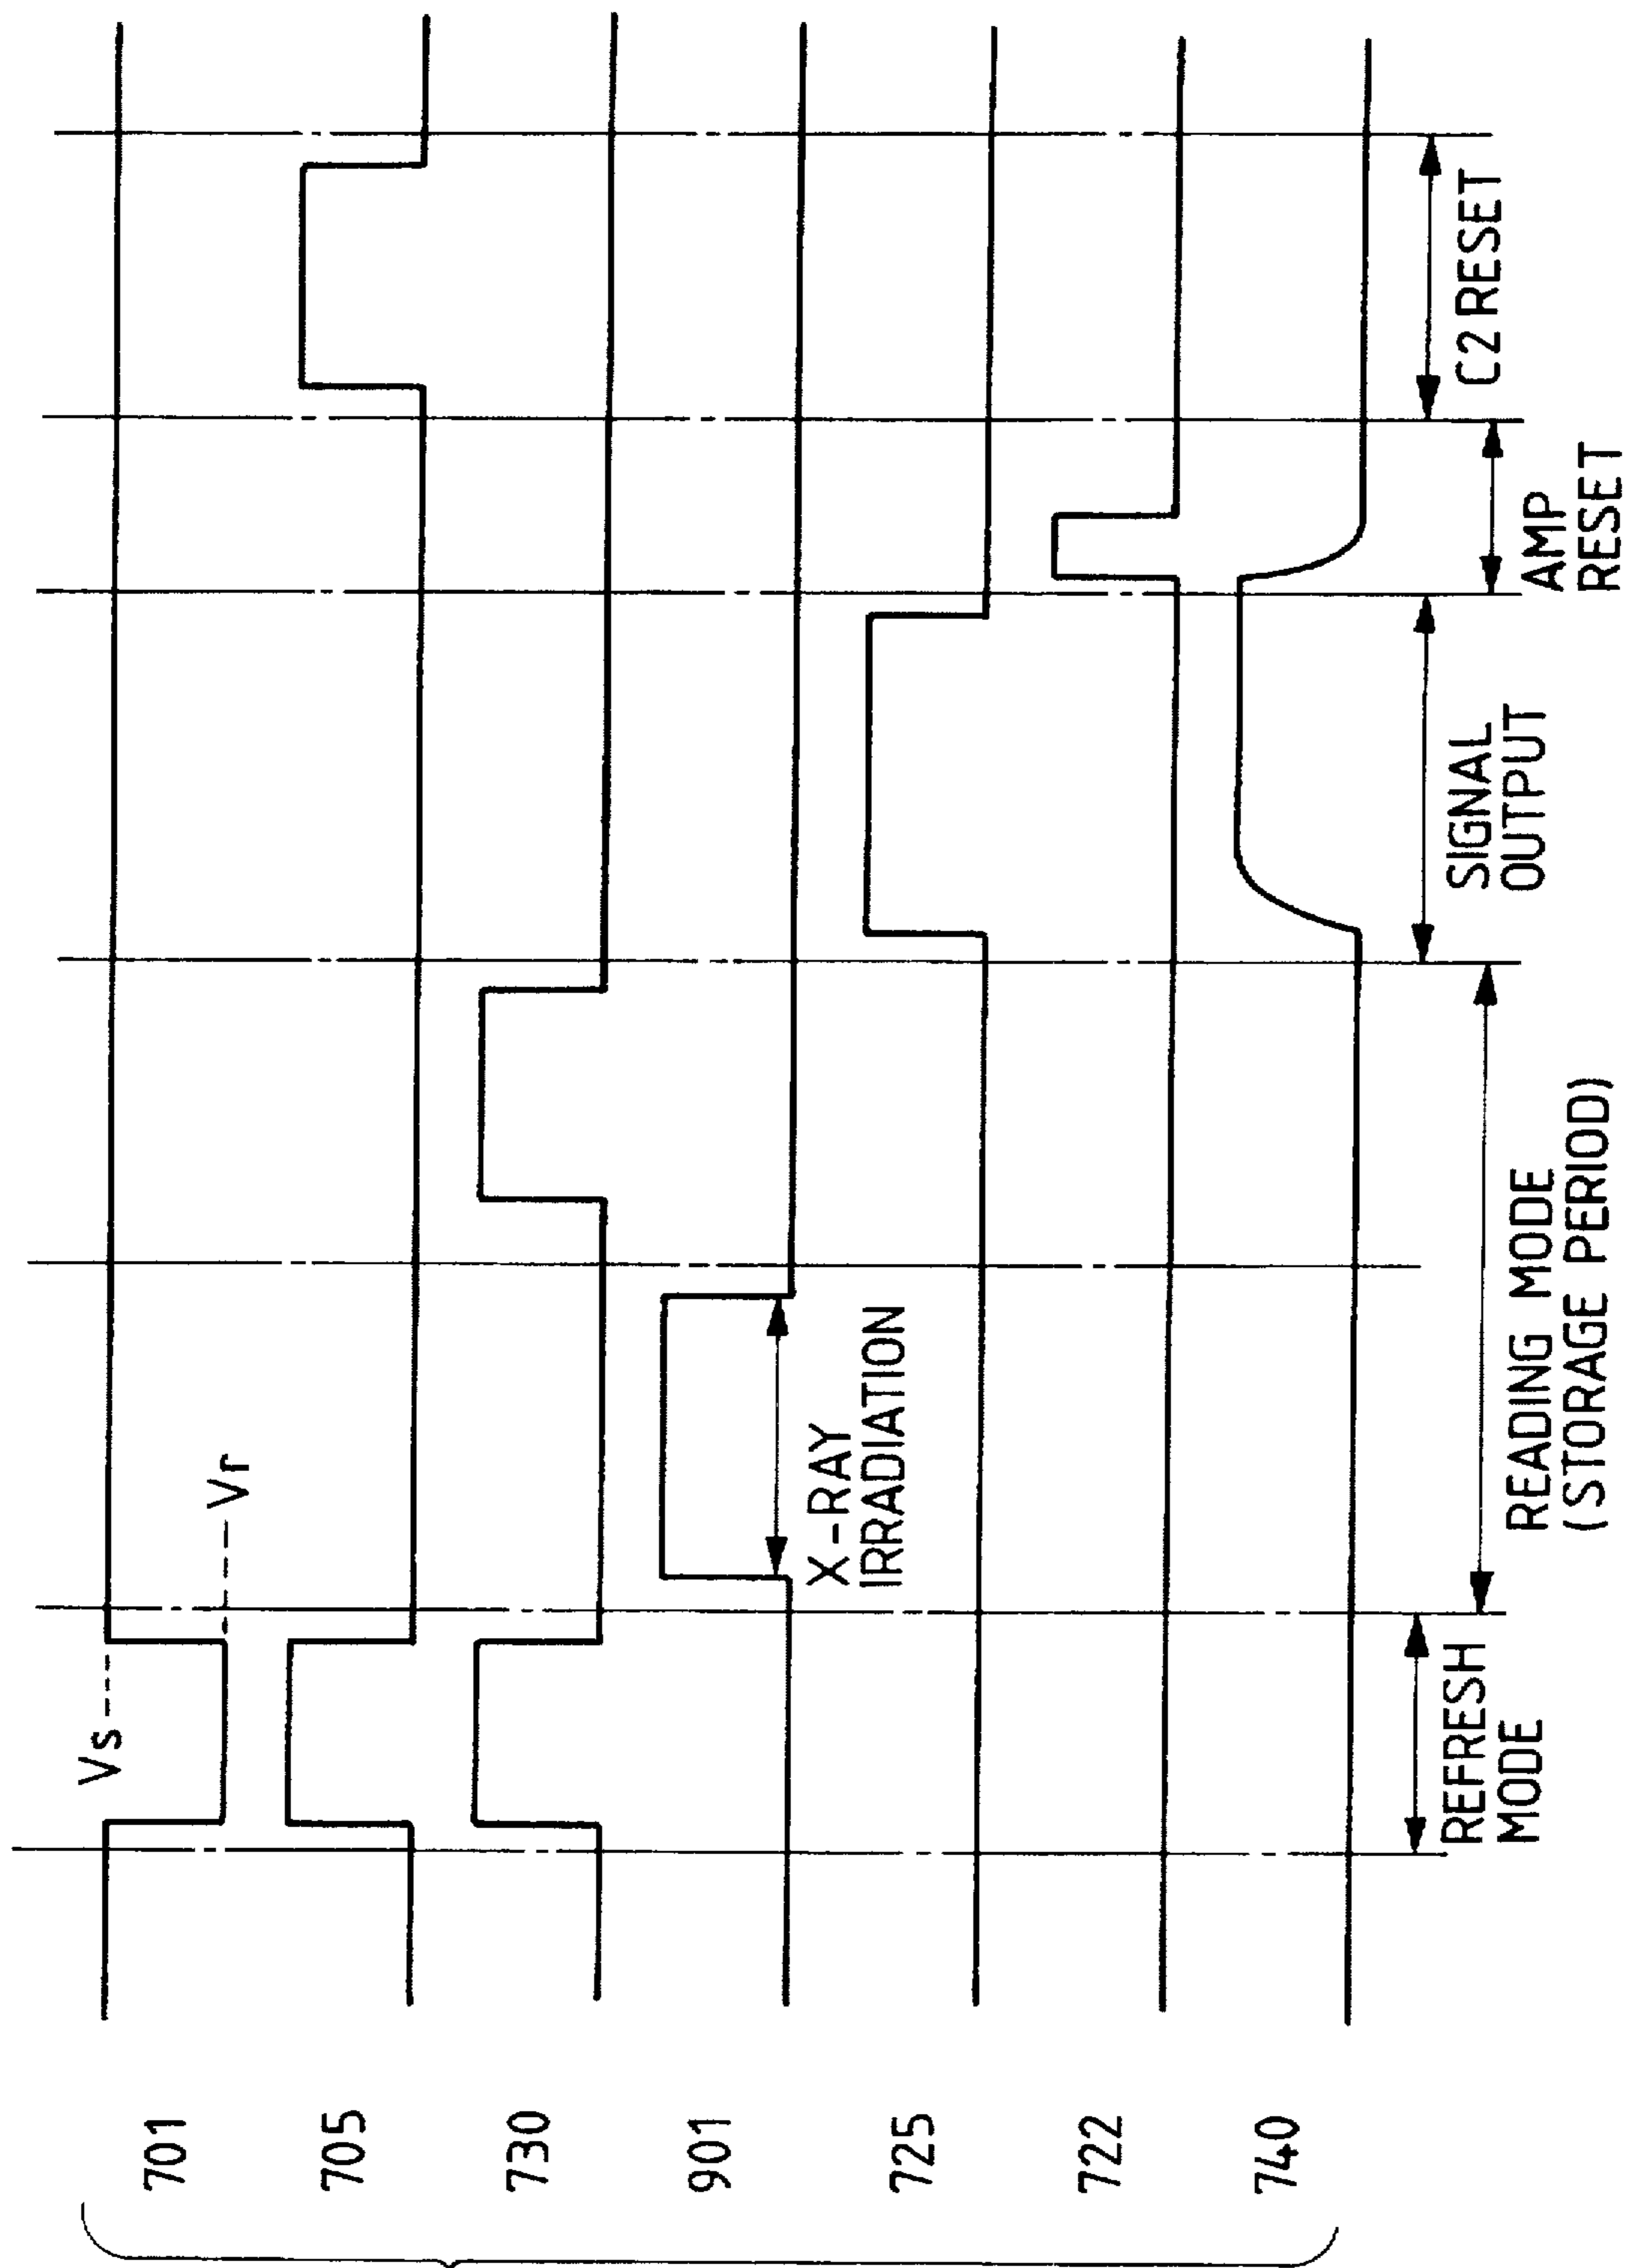 701
Vs
Vr
705
730
901
X-RAY
IRRADIATION
725
722
740
REFRESH
MODE
READING MODE
(STORAGE PERIOD)
SIGNAL
OUTPUT
AMP
RESET
C2 RESET